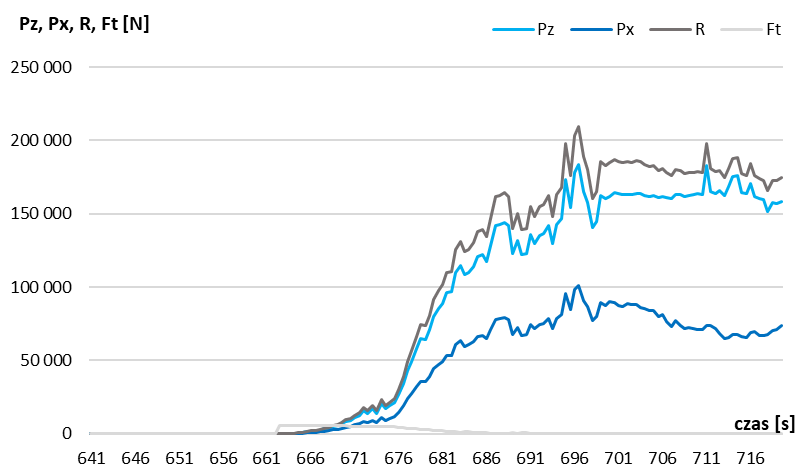 Pz, Px, R, Ft [N]
Pz Px R Ft
250 000
200 000
150 000
100 000
50 000
0
czas [s]
641 646 651 656 661 666 671 676 681 686 691 696 701 706 711 716